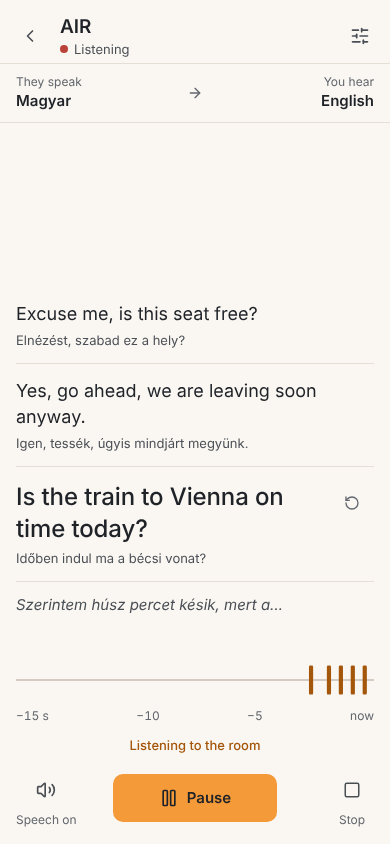 AIR
Listening
They speak
Magyar
You hear
English
Excuse me, is this seat free?
Elnézést, szabad ez a hely?
Yes, go ahead, we are leaving soon
anyway.
Igen, tessék, úgyis mindjárt megyünk.
Is the train to Vienna on
time today?
Időben indul ma a bécsi vonat?
Szerintem húsz percet késik, mert a...
−15 s
−10
−5
now
Listening to the room
Speech on
Pause
Stop